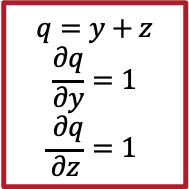 q = y + z
∂q/∂y = 1
∂q/∂z = 1